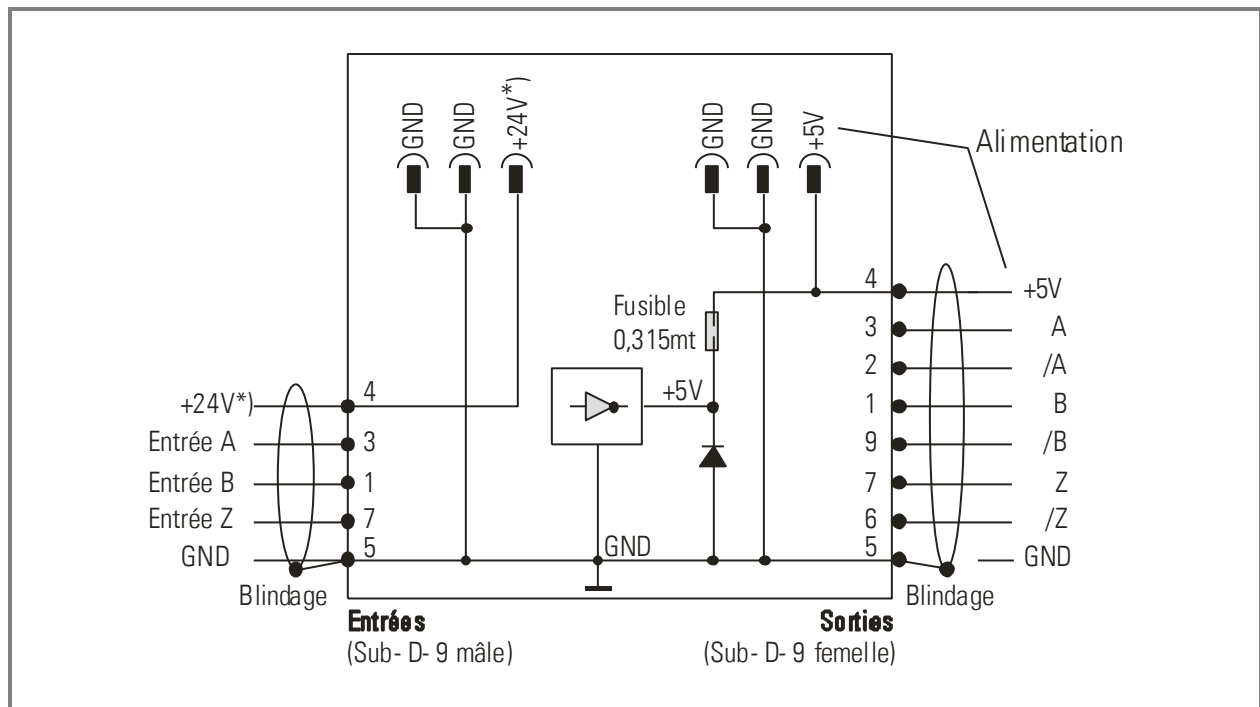 GND
GND
+24V*)
GND
GND
+5V
Alimentation
Fusible
0,315mt
+5V
GND
+24V*)
Entrée A
Entrée B
Entrée Z
GND
4
3
1
7
5
Blindage
4
3
2
1
9
7
6
5
+5V
A
/A
B
/B
Z
/Z
GND
Blindage
Entrées
(Sub- D- 9 mâle)
Sorties
(Sub- D- 9 femelle)